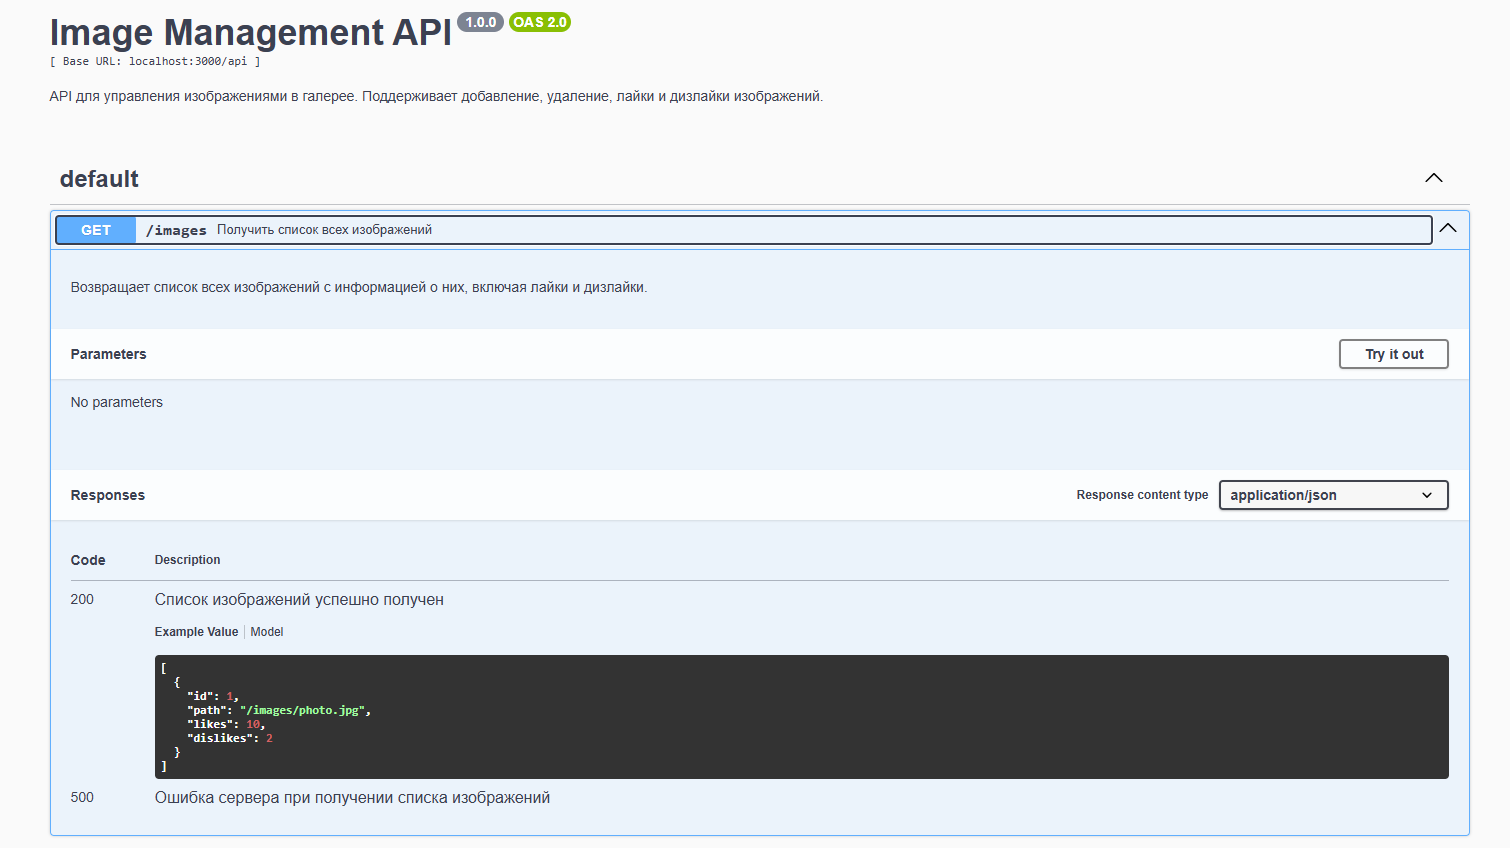 Image Management API 1.0.0 OAS 2.0
[ Base URL: localhost:3000/api ]
API для управления изображениями в галерее. Поддерживает добавление, удаление, лайки и дизлайки изображений.
default
GET /images Получить список всех изображений
Возвращает список всех изображений с информацией о них, включая лайки и дизлайки.
Parameters Try it out
No parameters
Responses Response content type application/json
Code Description
200 Список изображений успешно получен
Example Value Model
[
  {
    "id": 1,
    "path": "/images/photo.jpg",
    "likes": 10,
    "dislikes": 2
  }
]
500 Ошибка сервера при получении списка изображений